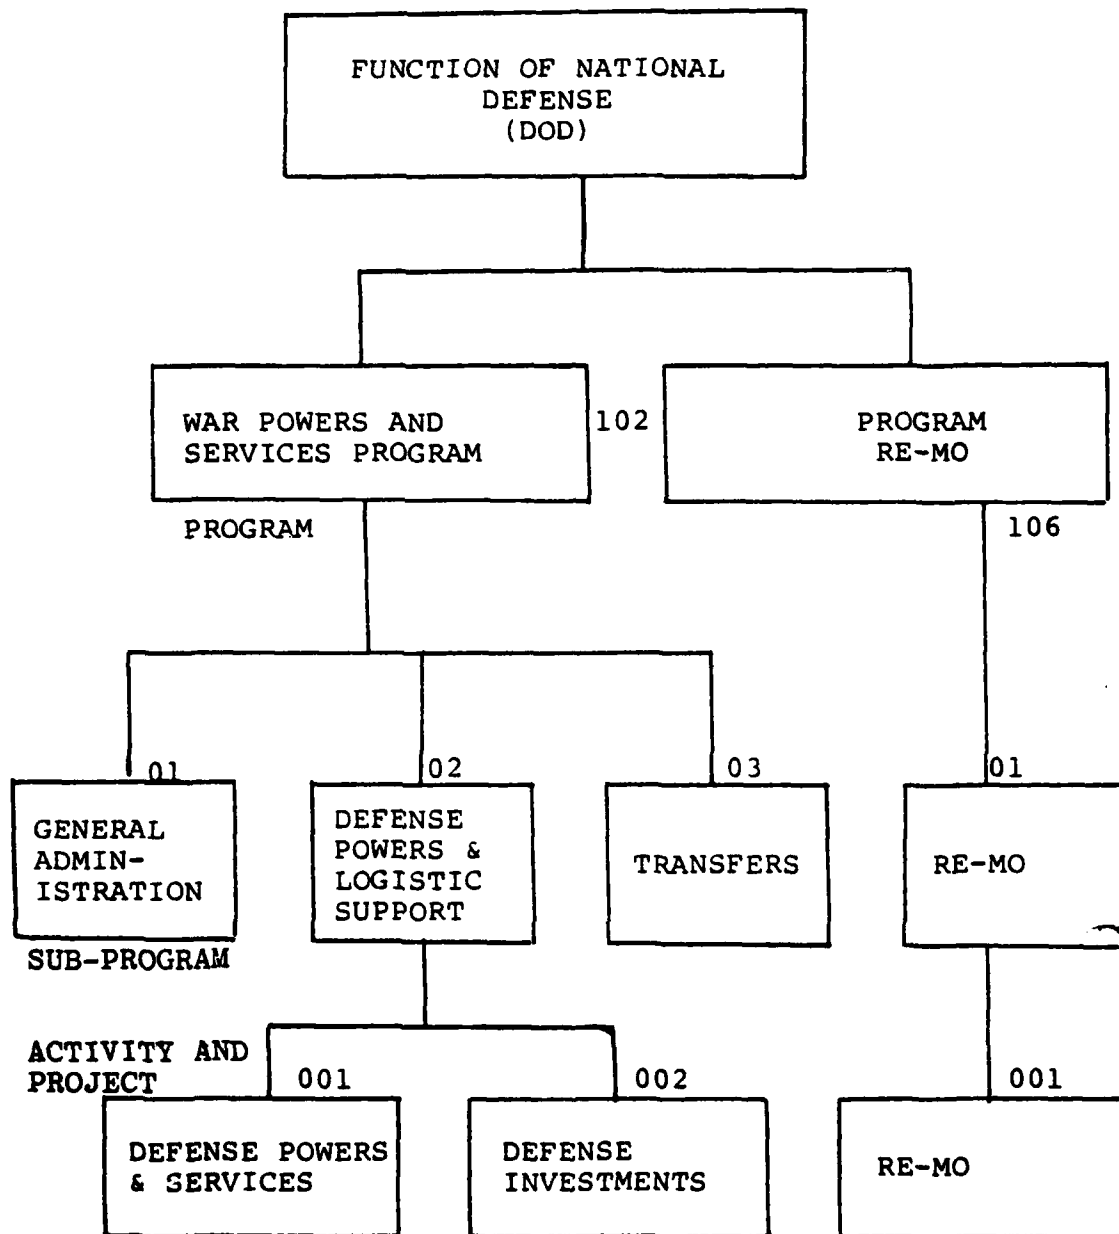 FUNCTION OF NATIONAL
DEFENSE
(DOD)
WAR POWERS AND
SERVICES PROGRAM
102
PROGRAM
RE-MO
PROGRAM
106
01
02
03
01
GENERAL
ADMIN-
ISTRATION
DEFENSE
POWERS &
LOGISTIC
SUPPORT
TRANSFERS
RE-MO
SUB-PROGRAM
ACTIVITY AND
PROJECT
001
002
001
DEFENSE POWERS
& SERVICES
DEFENSE
INVESTMENTS
RE-MO